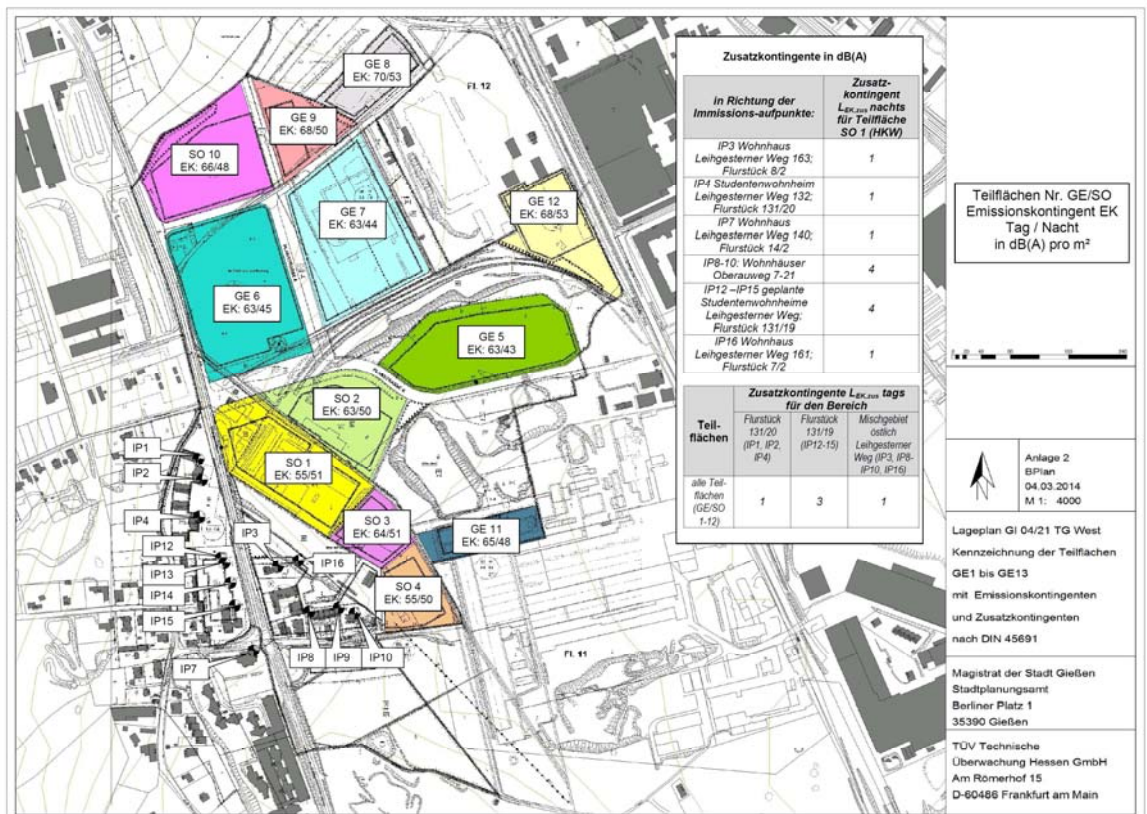 GE 8
EK: 70/53
Fl. 12
GE 9
EK: 68/50
SO 10
EK: 66/48
GE 7
EK: 63/44
GE 12
EK: 68/53
GE 6
EK: 63/45
GE 5
EK: 63/43
SO 2
EK: 63/50
SO 1
EK: 55/51
SO 3
EK: 64/51
GE 11
EK: 65/48
SO 4
EK: 55/50
Fl. 11
IP1
IP2
IP4
IP3
IP12
IP13
IP14
IP15
IP16
IP7
IP8
IP9
IP10
Zusatzkontingente in dB(A)
in Richtung der
Immissions-aufpunkte:
Zusatz-
kontingent
LEK,zus nachts
für Teilfläche
SO 1 (HKW)
IP3 Wohnhaus
Leihgesterner Weg 163;
Flurstück 8/2
1
IP4 Studentenwohnheim
Leihgesterner Weg 132;
Flurstück 131/20
1
IP7 Wohnhaus
Leihgesterner Weg 140;
Flurstück 14/2
1
IP8-10: Wohnhäuser
Oberauweg 7-21
4
IP12 –IP15 geplante
Studentenwohnheime
Leihgesterner Weg;
Flurstück 131/19
4
IP16 Wohnhaus
Leihgesterner Weg 161;
Flurstück 7/2
1
Teil-
flächen
Zusatzkontingente LEK,zus tags
für den Bereich
Flurstück
131/20
(IP1, IP2,
IP4)
Flurstück
131/19
(IP12-15)
Mischgebiet
östlich
Leihgesterner
Weg (IP3, IP8-
IP10, IP16)
alle Teil-
flächen
(GE/SO
1-12)
1
3
1
Teilflächen Nr. GE/SO
Emissionskontingent EK
Tag / Nacht
in dB(A) pro m²
Anlage 2
BPlan
04.03.2014
M 1: 4000
Lageplan GI 04/21 TG West
Kennzeichnung der Teilflächen
GE1 bis GE13
mit Emissionskontingenten
und Zusatzkontingenten
nach DIN 45691
Magistrat der Stadt Gießen
Stadtplanungsamt
Berliner Platz 1
35390 Gießen
TÜV Technische
Überwachung Hessen GmbH
Am Römerhof 15
D-60486 Frankfurt am Main